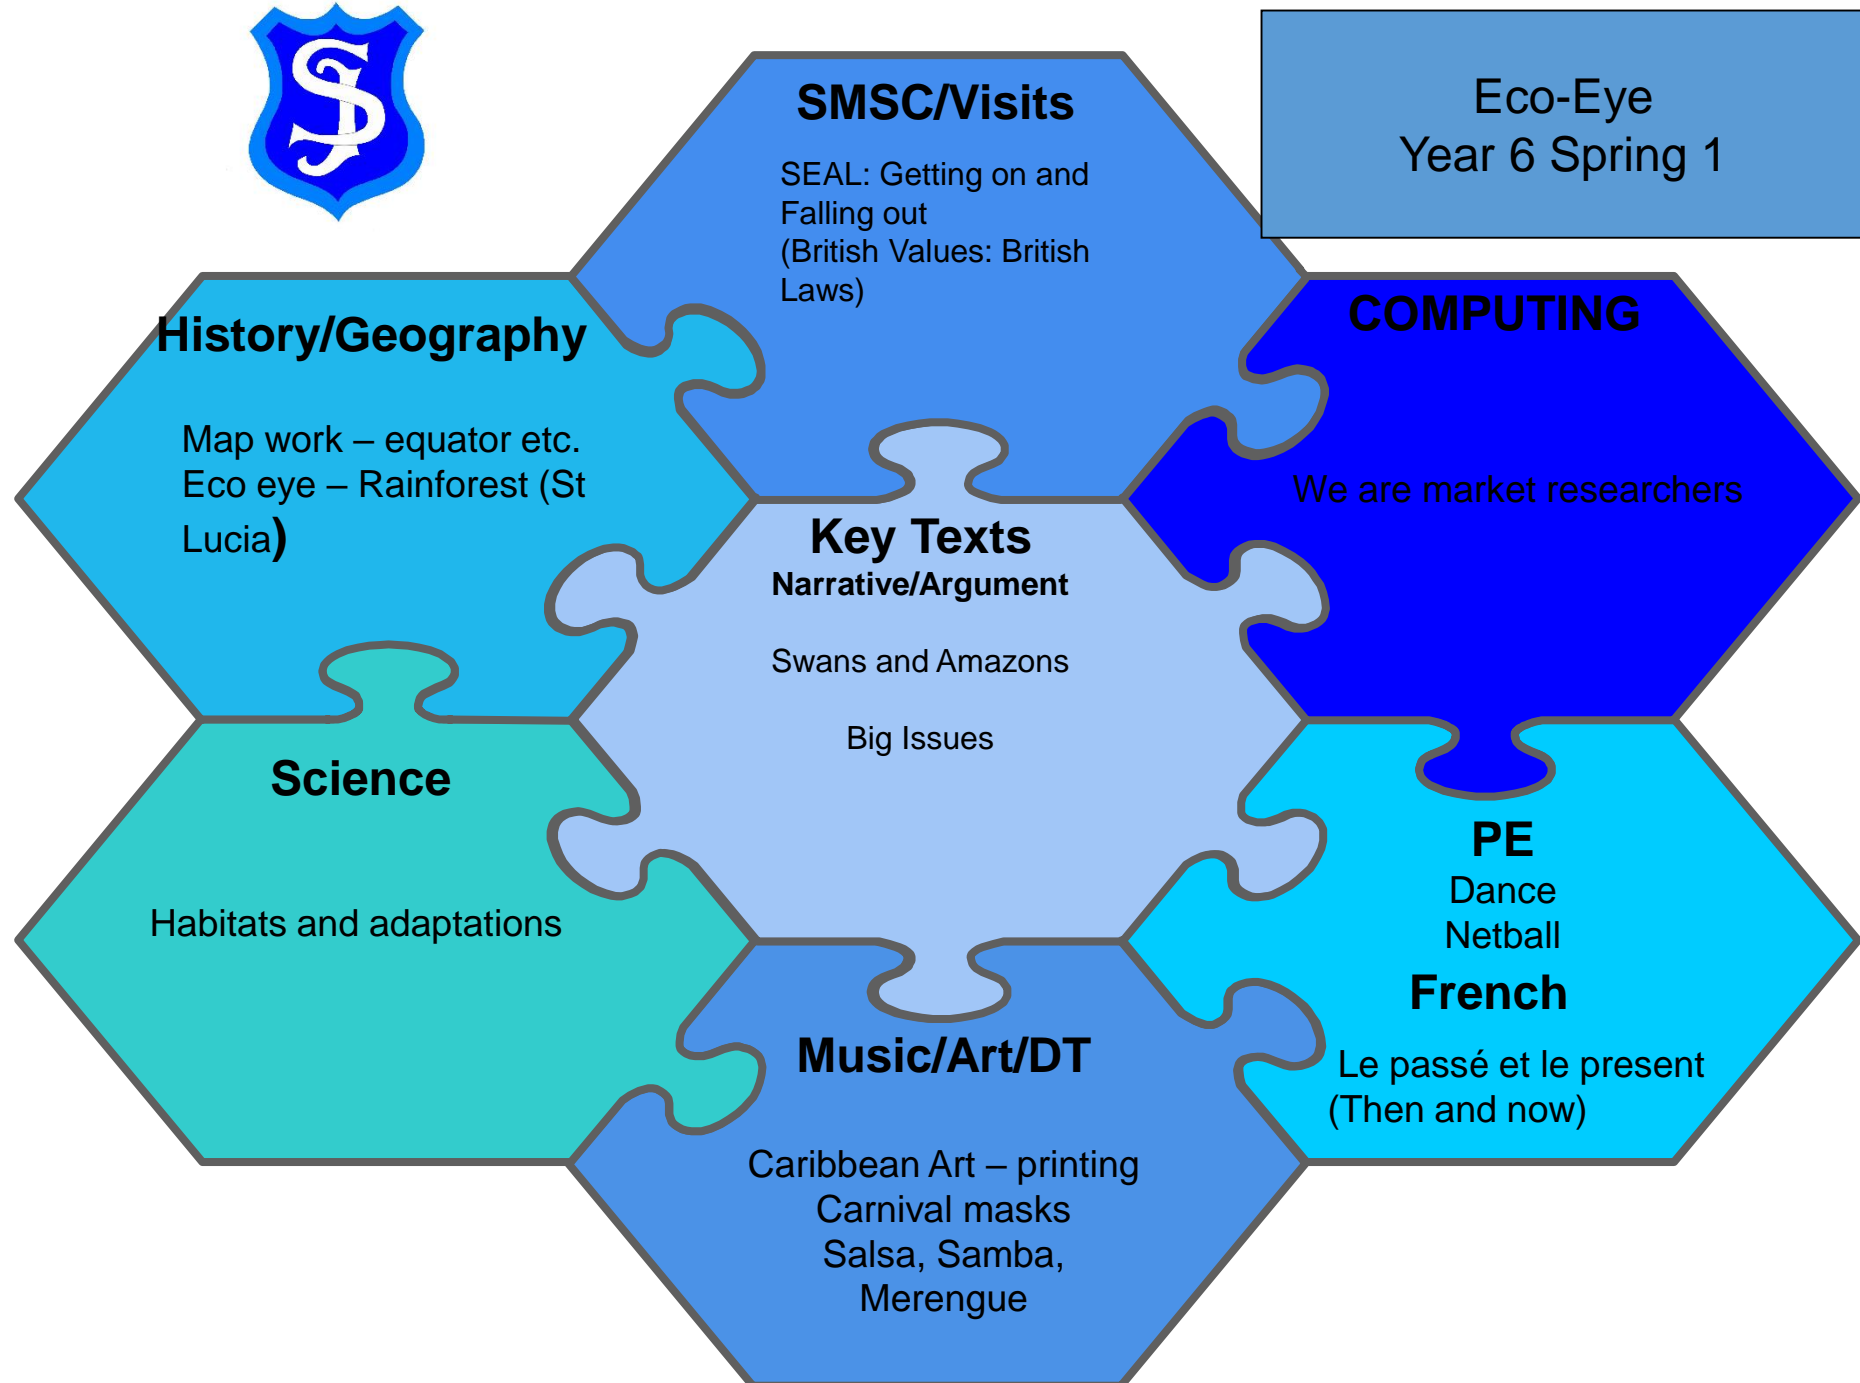 SJ
Eco-Eye
Year 6 Spring 1
SMSC/Visits
SEAL: Getting on and
Falling out
(British Values: British
Laws)
History/Geography
Map work – equator etc.
Eco eye – Rainforest (St
Lucia)
COMPUTING
We are market researchers
Key Texts
Narrative/Argument
Swans and Amazons
Big Issues
Science
Habitats and adaptations
PE
Dance
Netball
French
Le passé et le present
(Then and now)
Music/Art/DT
Caribbean Art – printing
Carnival masks
Salsa, Samba,
Merengue